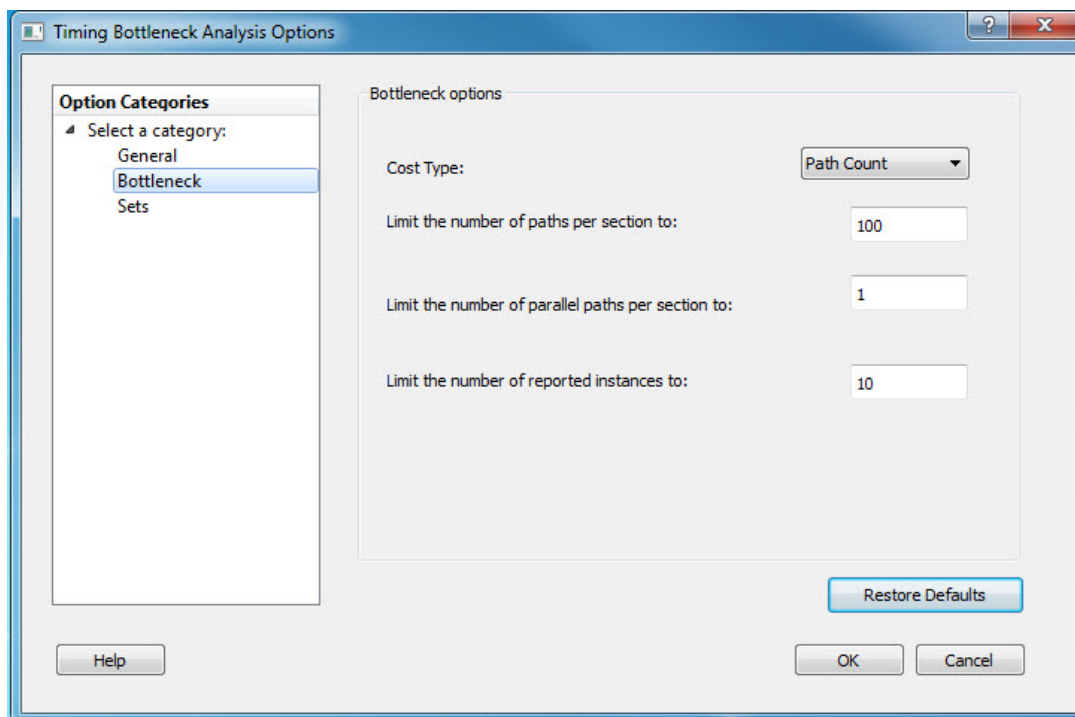 Timing Bottleneck Analysis Options
?
Option Categories
Select a category:
General
Bottleneck
Sets
Bottleneck options
Cost Type:
Path Count
Limit the number of paths per section to:
100
Limit the number of parallel paths per section to:
1
Limit the number of reported instances to:
10
Restore Defaults
Help
OK
Cancel